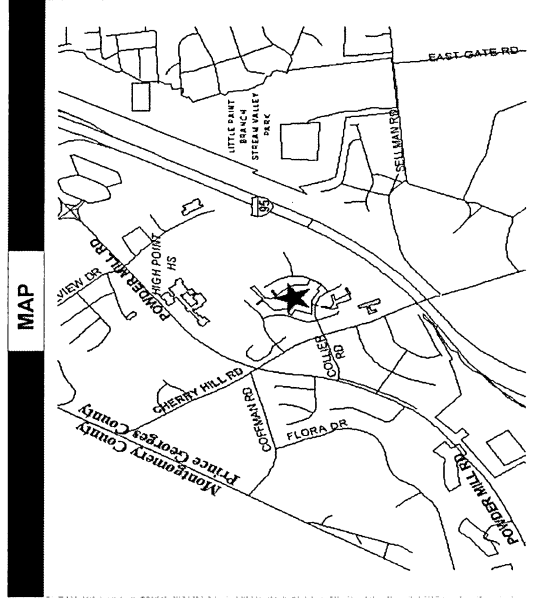 MAP
EAST GATE RD
LITTLE PAINT
BRANCH
STREAM VALLEY
PARK
SELLMAN RD
95
VIEW DR
POWDER MILL RD
HIGH POINT
HS
COLLIER
RD
CHERRY HILL RD
COFFMAN RD
FLORA DR
Montgomery County
Prince Georges County
POWDER MILL RD